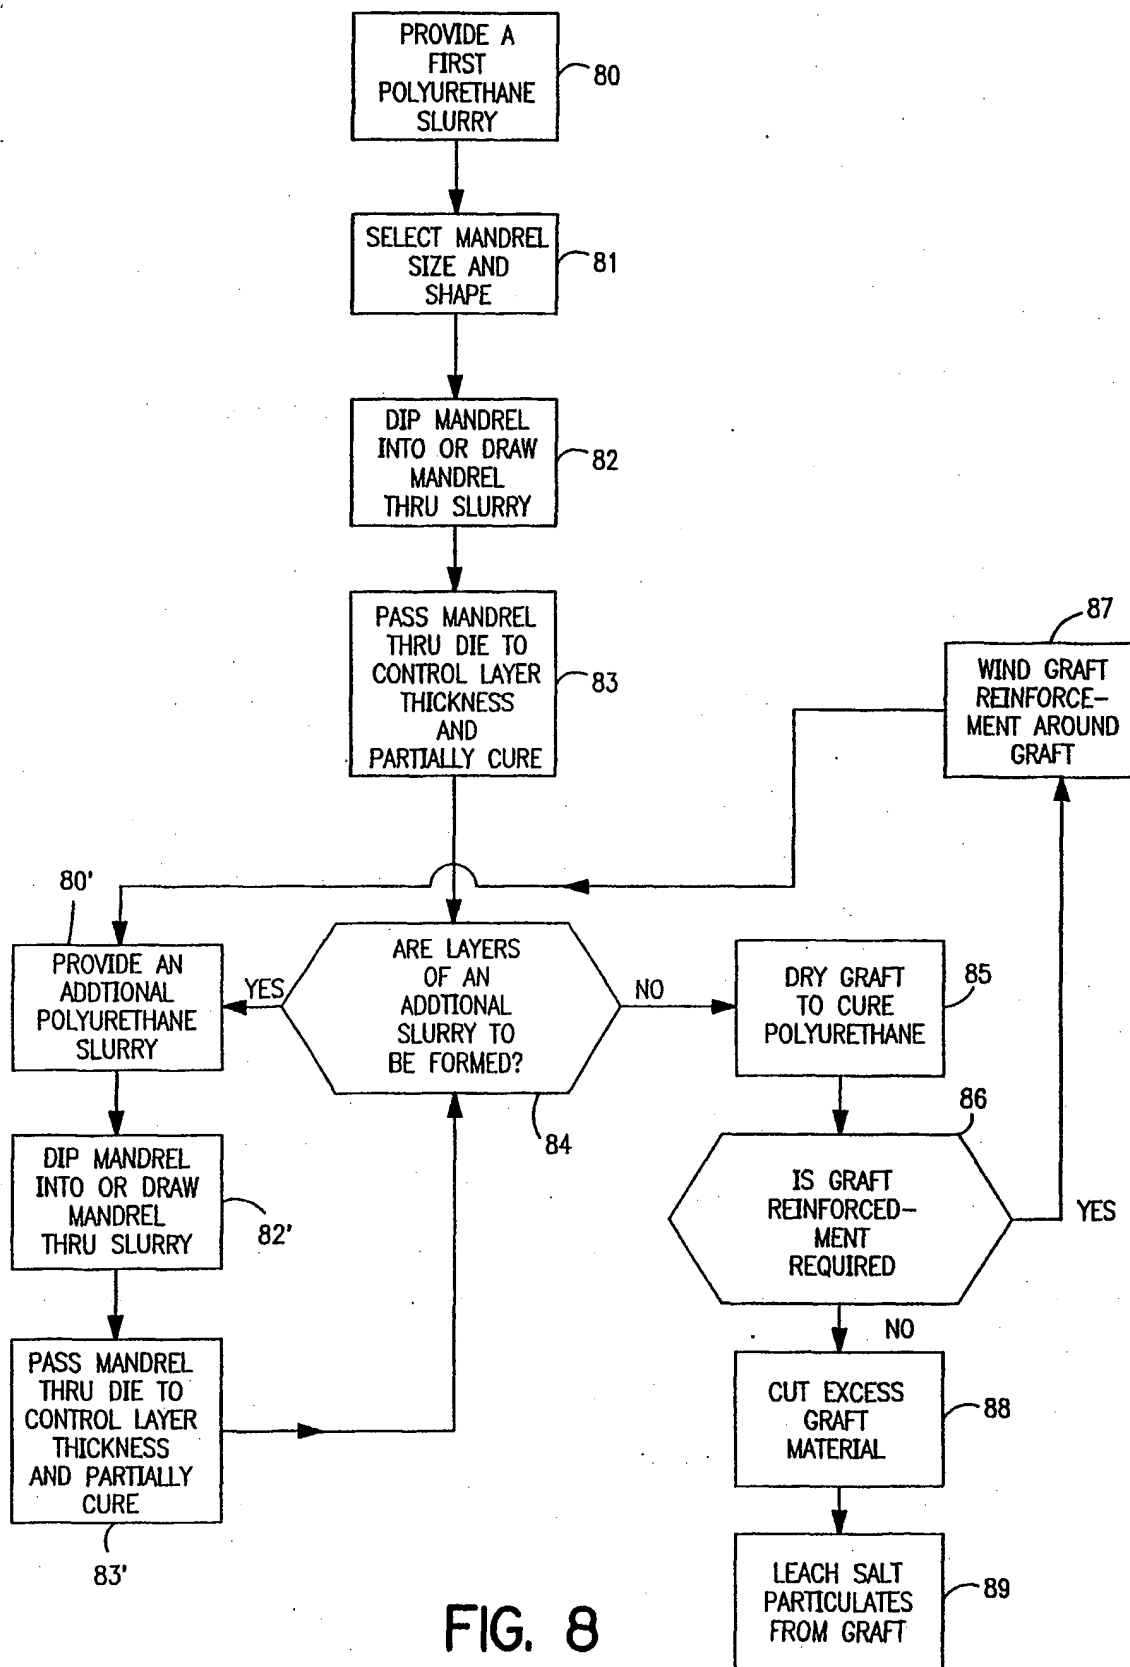 PROVIDE A
FIRST
POLYURETHANE
SLURRY
80
SELECT MANDREL
SIZE AND
SHAPE
81
DIP MANDREL
INTO OR DRAW
MANDREL
THRU SLURRY
82
PASS MANDREL
THRU DIE TO
CONTROL LAYER
THICKNESS
AND
PARTIALLY CURE
83
87
WIND GRAFT
REINFORCE-
MENT AROUND
GRAFT
80'
PROVIDE AN
ADDTIONAL
POLYURETHANE
SLURRY
YES
ARE LAYERS
OF AN
ADDTIONAL
SLURRY TO
BE FORMED?
84
NO
DRY GRAFT
TO CURE
POLYURETHANE
85
DIP MANDREL
INTO OR DRAW
MANDREL
THRU SLURRY
82'
86
IS GRAFT
REINFORCED-
MENT
REQUIRED
YES
NO
PASS MANDREL
THRU DIE TO
CONTROL LAYER
THICKNESS
AND PARTIALLY
CURE
83'
CUT EXCESS
GRAFT
MATERIAL
88
LEACH SALT
PARTICULATES
FROM GRAFT
89
FIG. 8